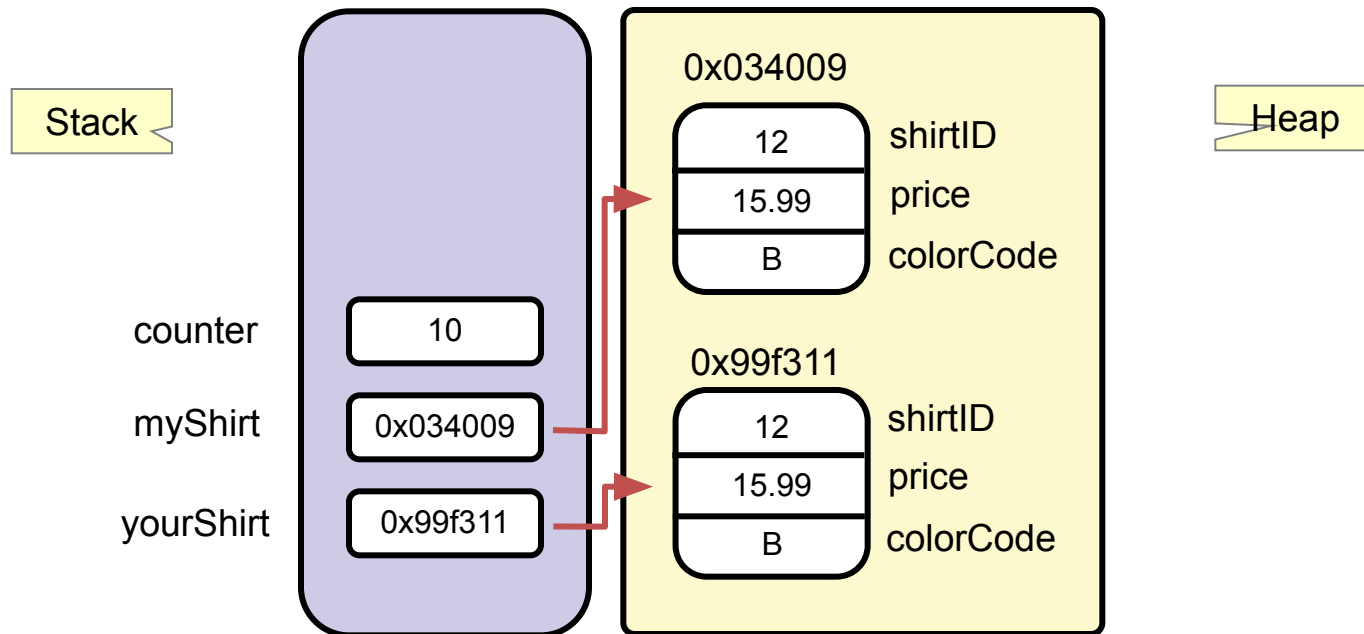 Stack
Heap
0x034009
12 shirtID
15.99 price
B colorCode
counter 10
0x99f311
myShirt 0x034009
12 shirtID
15.99 price
yourShirt 0x99f311
B colorCode